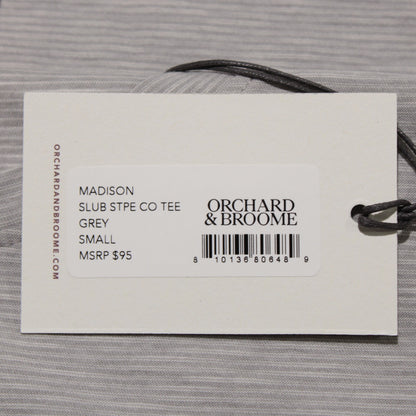 ORCHARDANDBROOME.COM
MADISON
SLUB STPE CO TEE
GREY
SMALL
MSRP $95
ORCHARD
& BROOME
8 10136 80648 9